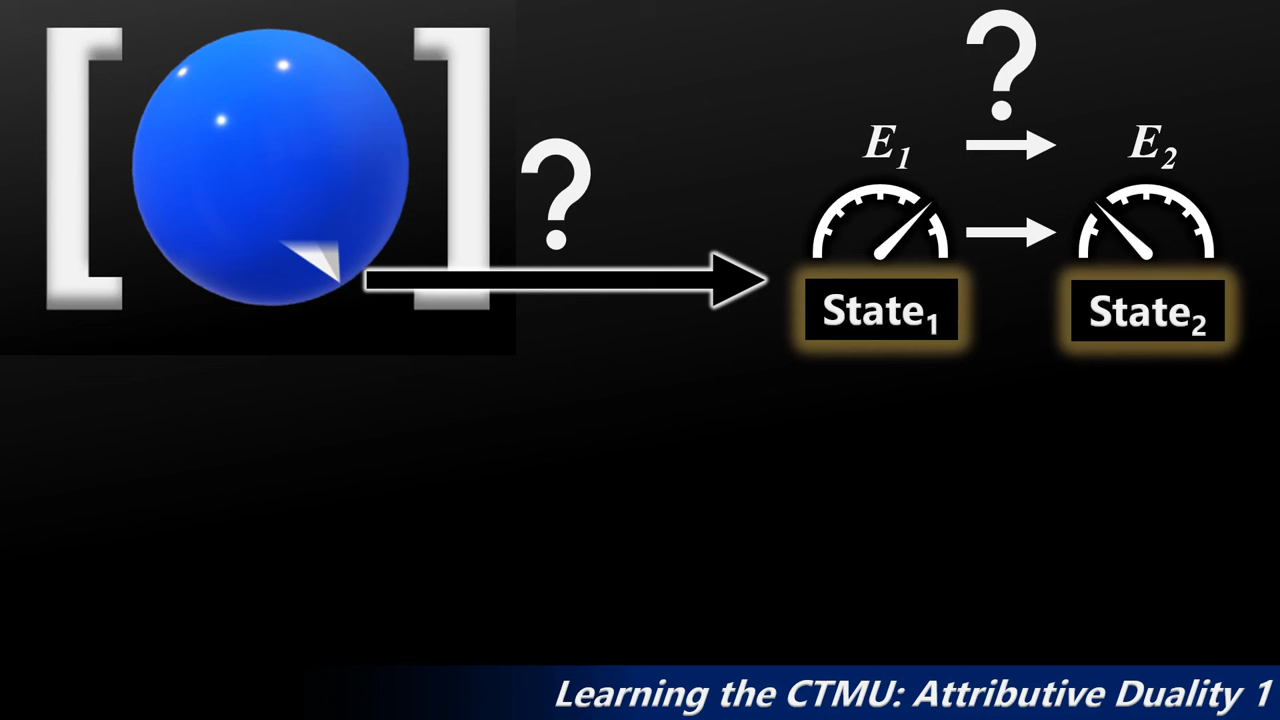 [ ]
?
?
E₁ → E₂
→
State₁
State₂
Learning the CTMU: Attributive Duality 1